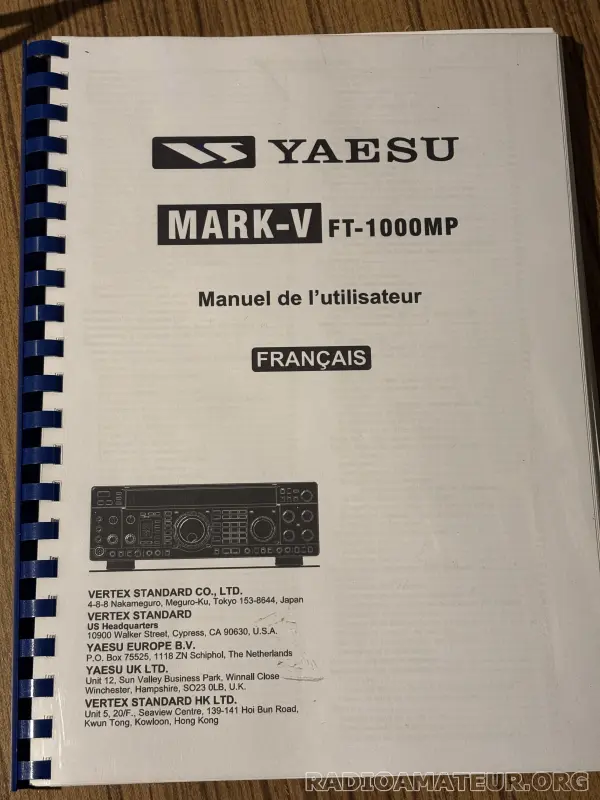 YAESU
MARK-V FT-1000MP
Manuel de l'utilisateur
FRANÇAIS
VERTEX STANDARD CO., LTD.
4-8-8 Nakameguro, Meguro-Ku, Tokyo 153-8644, Japan
VERTEX STANDARD
US Headquarters
10900 Walker Street, Cypress, CA 90630, U.S.A.
YAESU EUROPE B.V.
P.O. Box 75525, 1118 ZN Schiphol, The Netherlands
YAESU UK LTD.
Unit 12, Sun Valley Business Park, Winnall Close
Winchester, Hampshire, SO23 0LB, U.K.
VERTEX STANDARD HK LTD.
Unit 5, 20/F., Seaview Centre, 139-141 Hoi Bun Road,
Kwun Tong, Kowloon, Hong Kong
RADIOAMATEUR.ORG